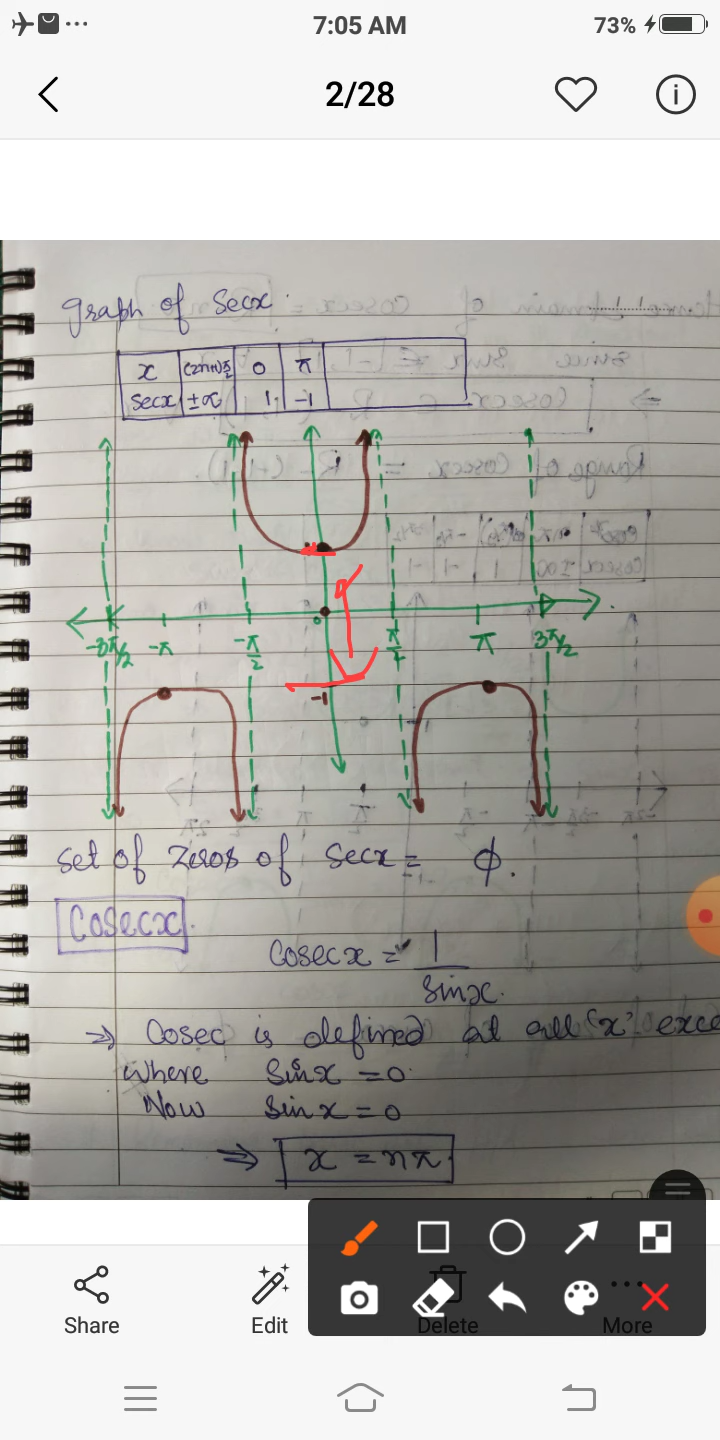 7:05 AM
73%
2/28
graph of Secx.
x (2n+1)π/2 0 π
Secx ±∝ 1 -1
0
-3π/2 -π -π/2 π/2 π 3π/2
-1
Set of Zeros of Secx = ϕ.
Cosecx
Cosecx = 1/Sinx.
⇒ Cosec is defined at all 'x' exce
Where Sinx = 0
Now Sinx = 0
⇒ x = nπ
Share Edit Delete More